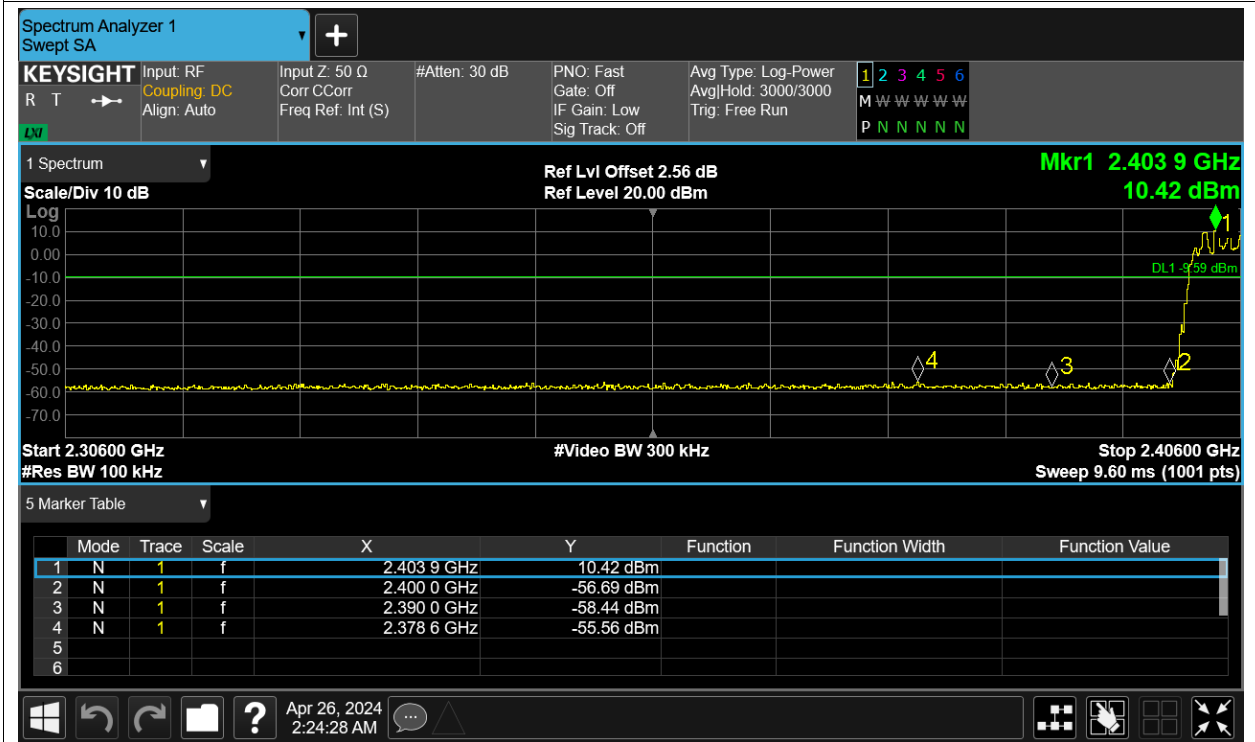 Spectrum Analyzer 1
Swept SA
KEYSIGHT Input: RF Input Z: 50 Ω #Atten: 30 dB PNO: Fast Avg Type: Log-Power 1 2 3 4 5 6
R T Coupling: DC Corr CCorr Gate: Off Avg|Hold: 3000/3000 M W W W W W
Align: Auto Freq Ref: Int (S) IF Gain: Low Trig: Free Run
LXI Sig Track: Off P N N N N N
1 Spectrum Ref Lvl Offset 2.56 dB Mkr1 2.403 9 GHz
Scale/Div 10 dB Ref Level 20.00 dBm 10.42 dBm
Log
1
10.0
0.00
DL1 -9.59 dBm
-10.0
-20.0
-30.0
-40.0
4 3 2
-50.0
-60.0
-70.0
Start 2.30600 GHz #Video BW 300 kHz Stop 2.40600 GHz
#Res BW 100 kHz Sweep 9.60 ms (1001 pts)
5 Marker Table
Mode Trace Scale X Y Function Function Width Function Value
1 N 1 f 2.403 9 GHz 10.42 dBm
2 N 1 f 2.400 0 GHz -56.69 dBm
3 N 1 f 2.390 0 GHz -58.44 dBm
4 N 1 f 2.378 6 GHz -55.56 dBm
5
6
? Apr 26, 2024
2:24:28 AM